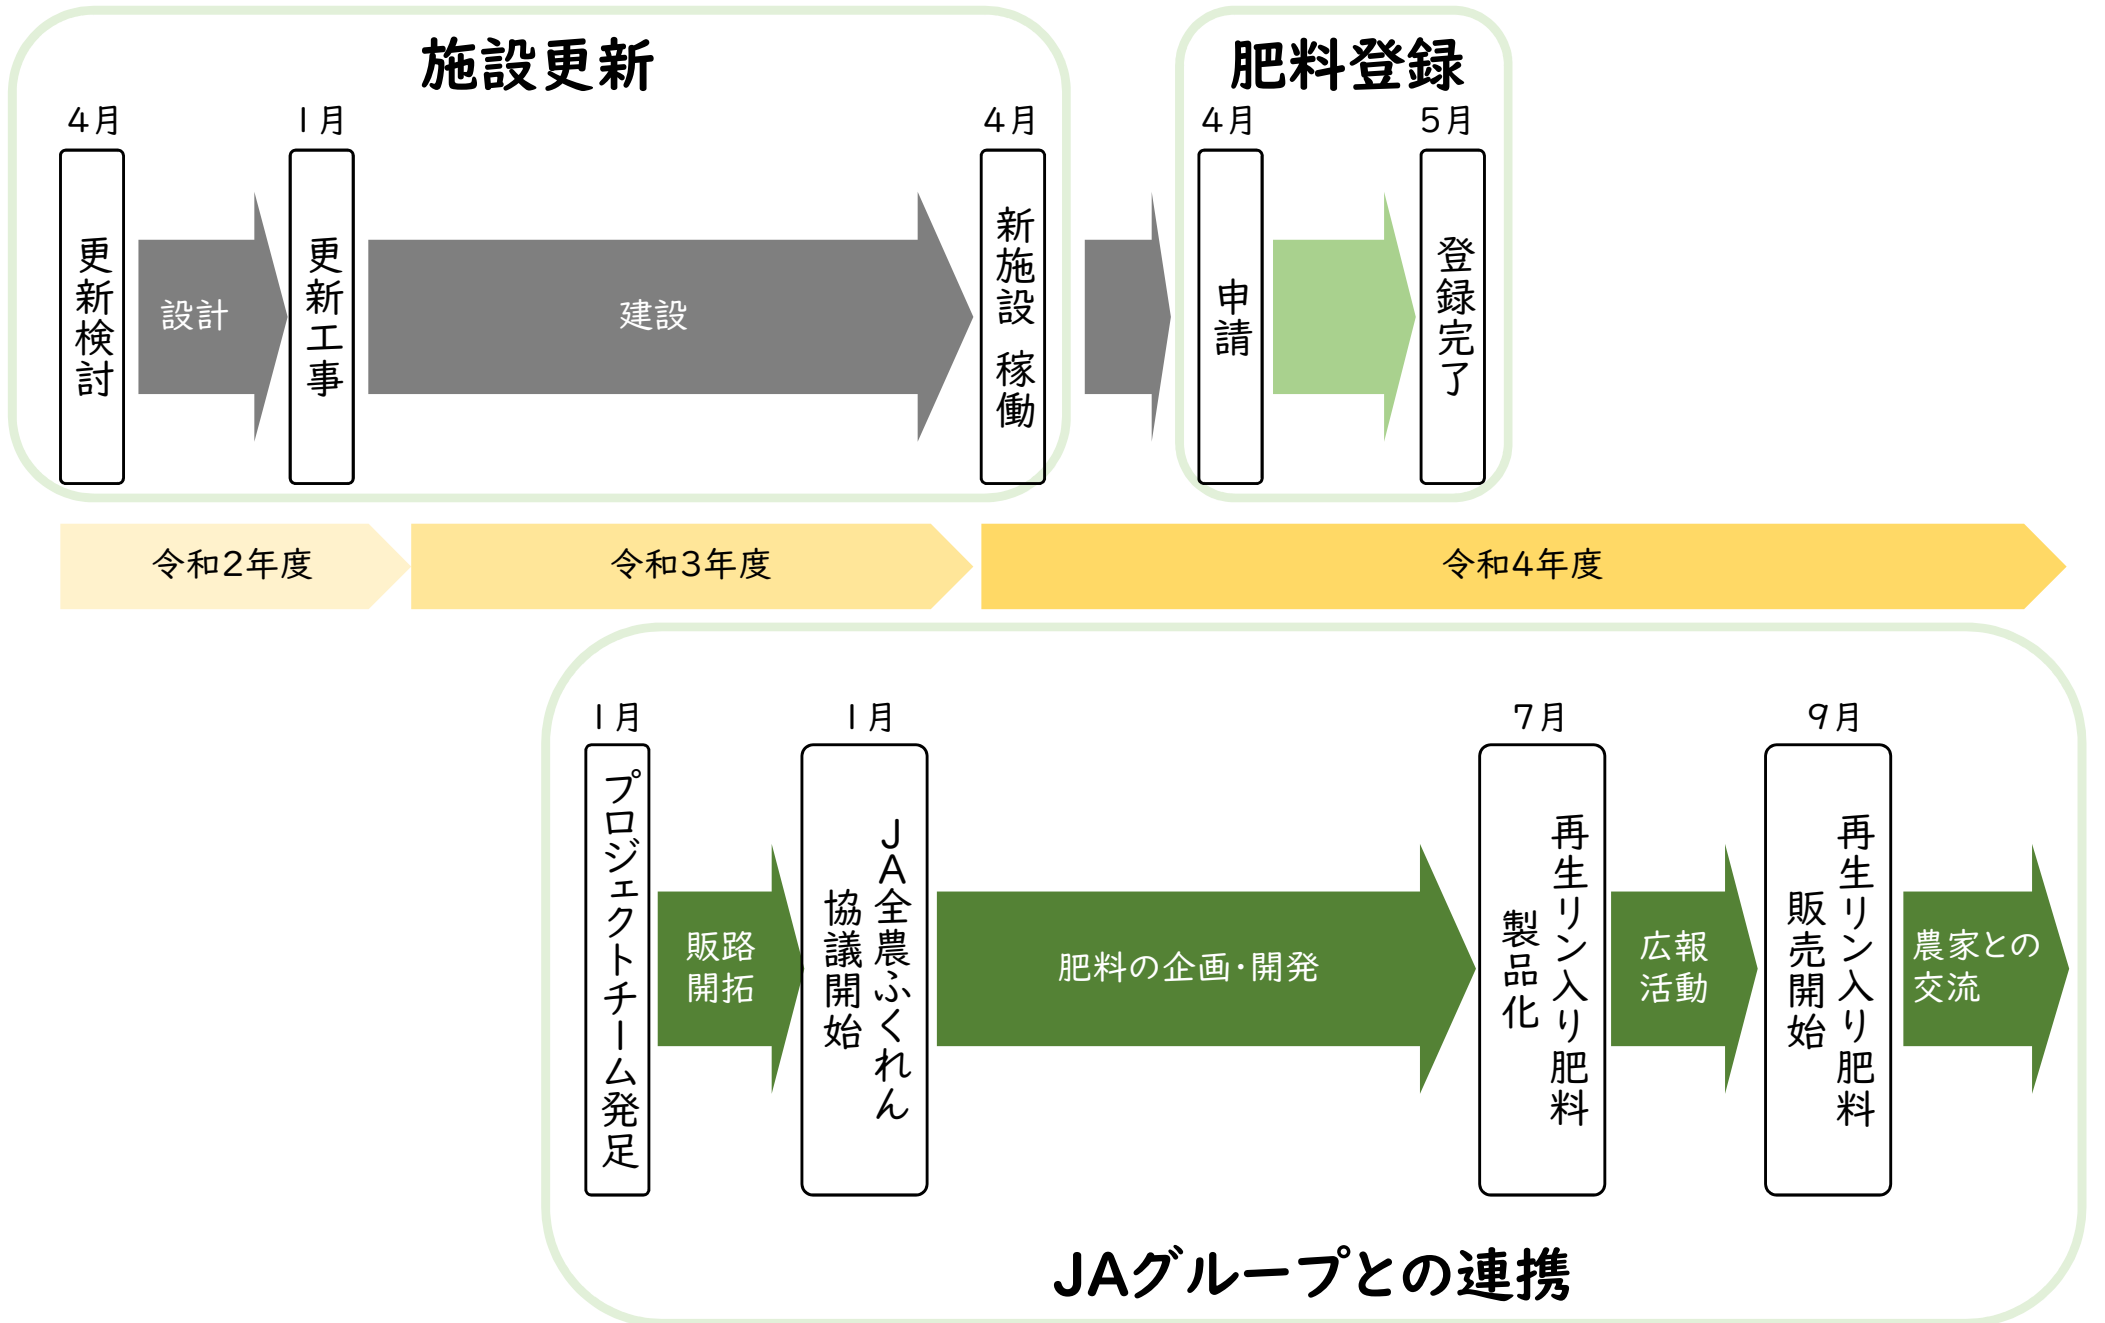 施設更新
4月
更新検討
設計
1月
更新工事
建設
4月
新施設 稼働
肥料登録
4月
申請
5月
登録完了
令和2年度
令和3年度
令和4年度
1月
プロジェクトチーム発足
販路
開拓
1月
JA全農ふくれん
協議開始
肥料の企画・開発
7月
再生リン入り肥料
製品化
広報
活動
9月
再生リン入り肥料
販売開始
農家との
交流
JAグループとの連携